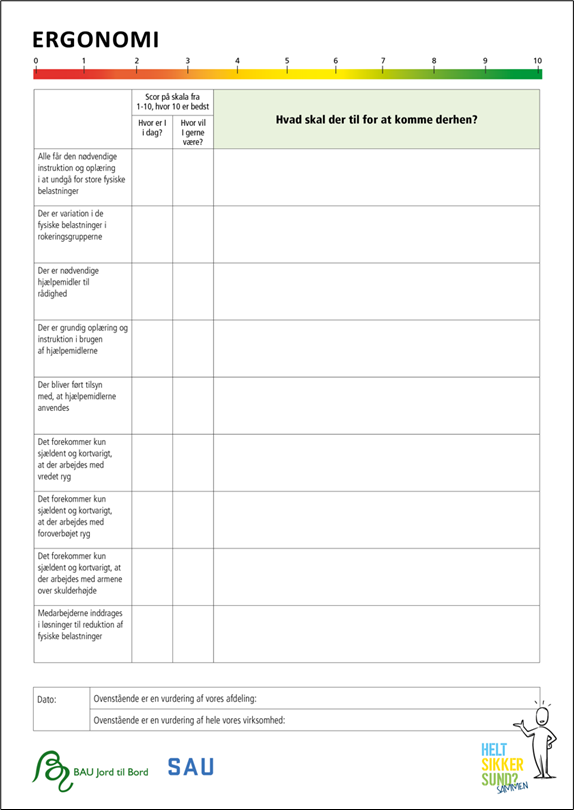 ERGONOMI
0 1 2 3 4 5 6 7 8 9 10
Scor på skala fra
1-10, hvor 10 er bedst
Hvor er I
i dag?
Hvor vil
I gerne
være?
Hvad skal der til for at komme derhen?
Alle får den nødvendige
instruktion og oplæring
i at undgå for store fysiske
belastninger
Der er variation i de
fysiske belastninger i
rokeringsgrupperne
Der er nødvendige
hjælpemidler til
rådighed
Der er grundig oplæring og
instruktion i brugen
af hjælpemidlerne
Der bliver ført tilsyn
med, at hjælpemidlerne
anvendes
Det forekommer kun
sjældent og kortvarigt,
at der arbejdes med
vredet ryg
Det forekommer kun
sjældent og kortvarigt,
at der arbejdes med
foroverbøjet ryg
Det forekommer kun
sjældent og kortvarigt, at
der arbejdes med armene
over skulderhøjde
Medarbejderne inddrages
i løsninger til reduktion af
fysiske belastninger
Dato:
Ovenstående er en vurdering af vores afdeling:
Ovenstående er en vurdering af hele vores virksomhed:
BAU Jord til Bord
SAU
HELT
SIKKER
SUND?
SAMMEN